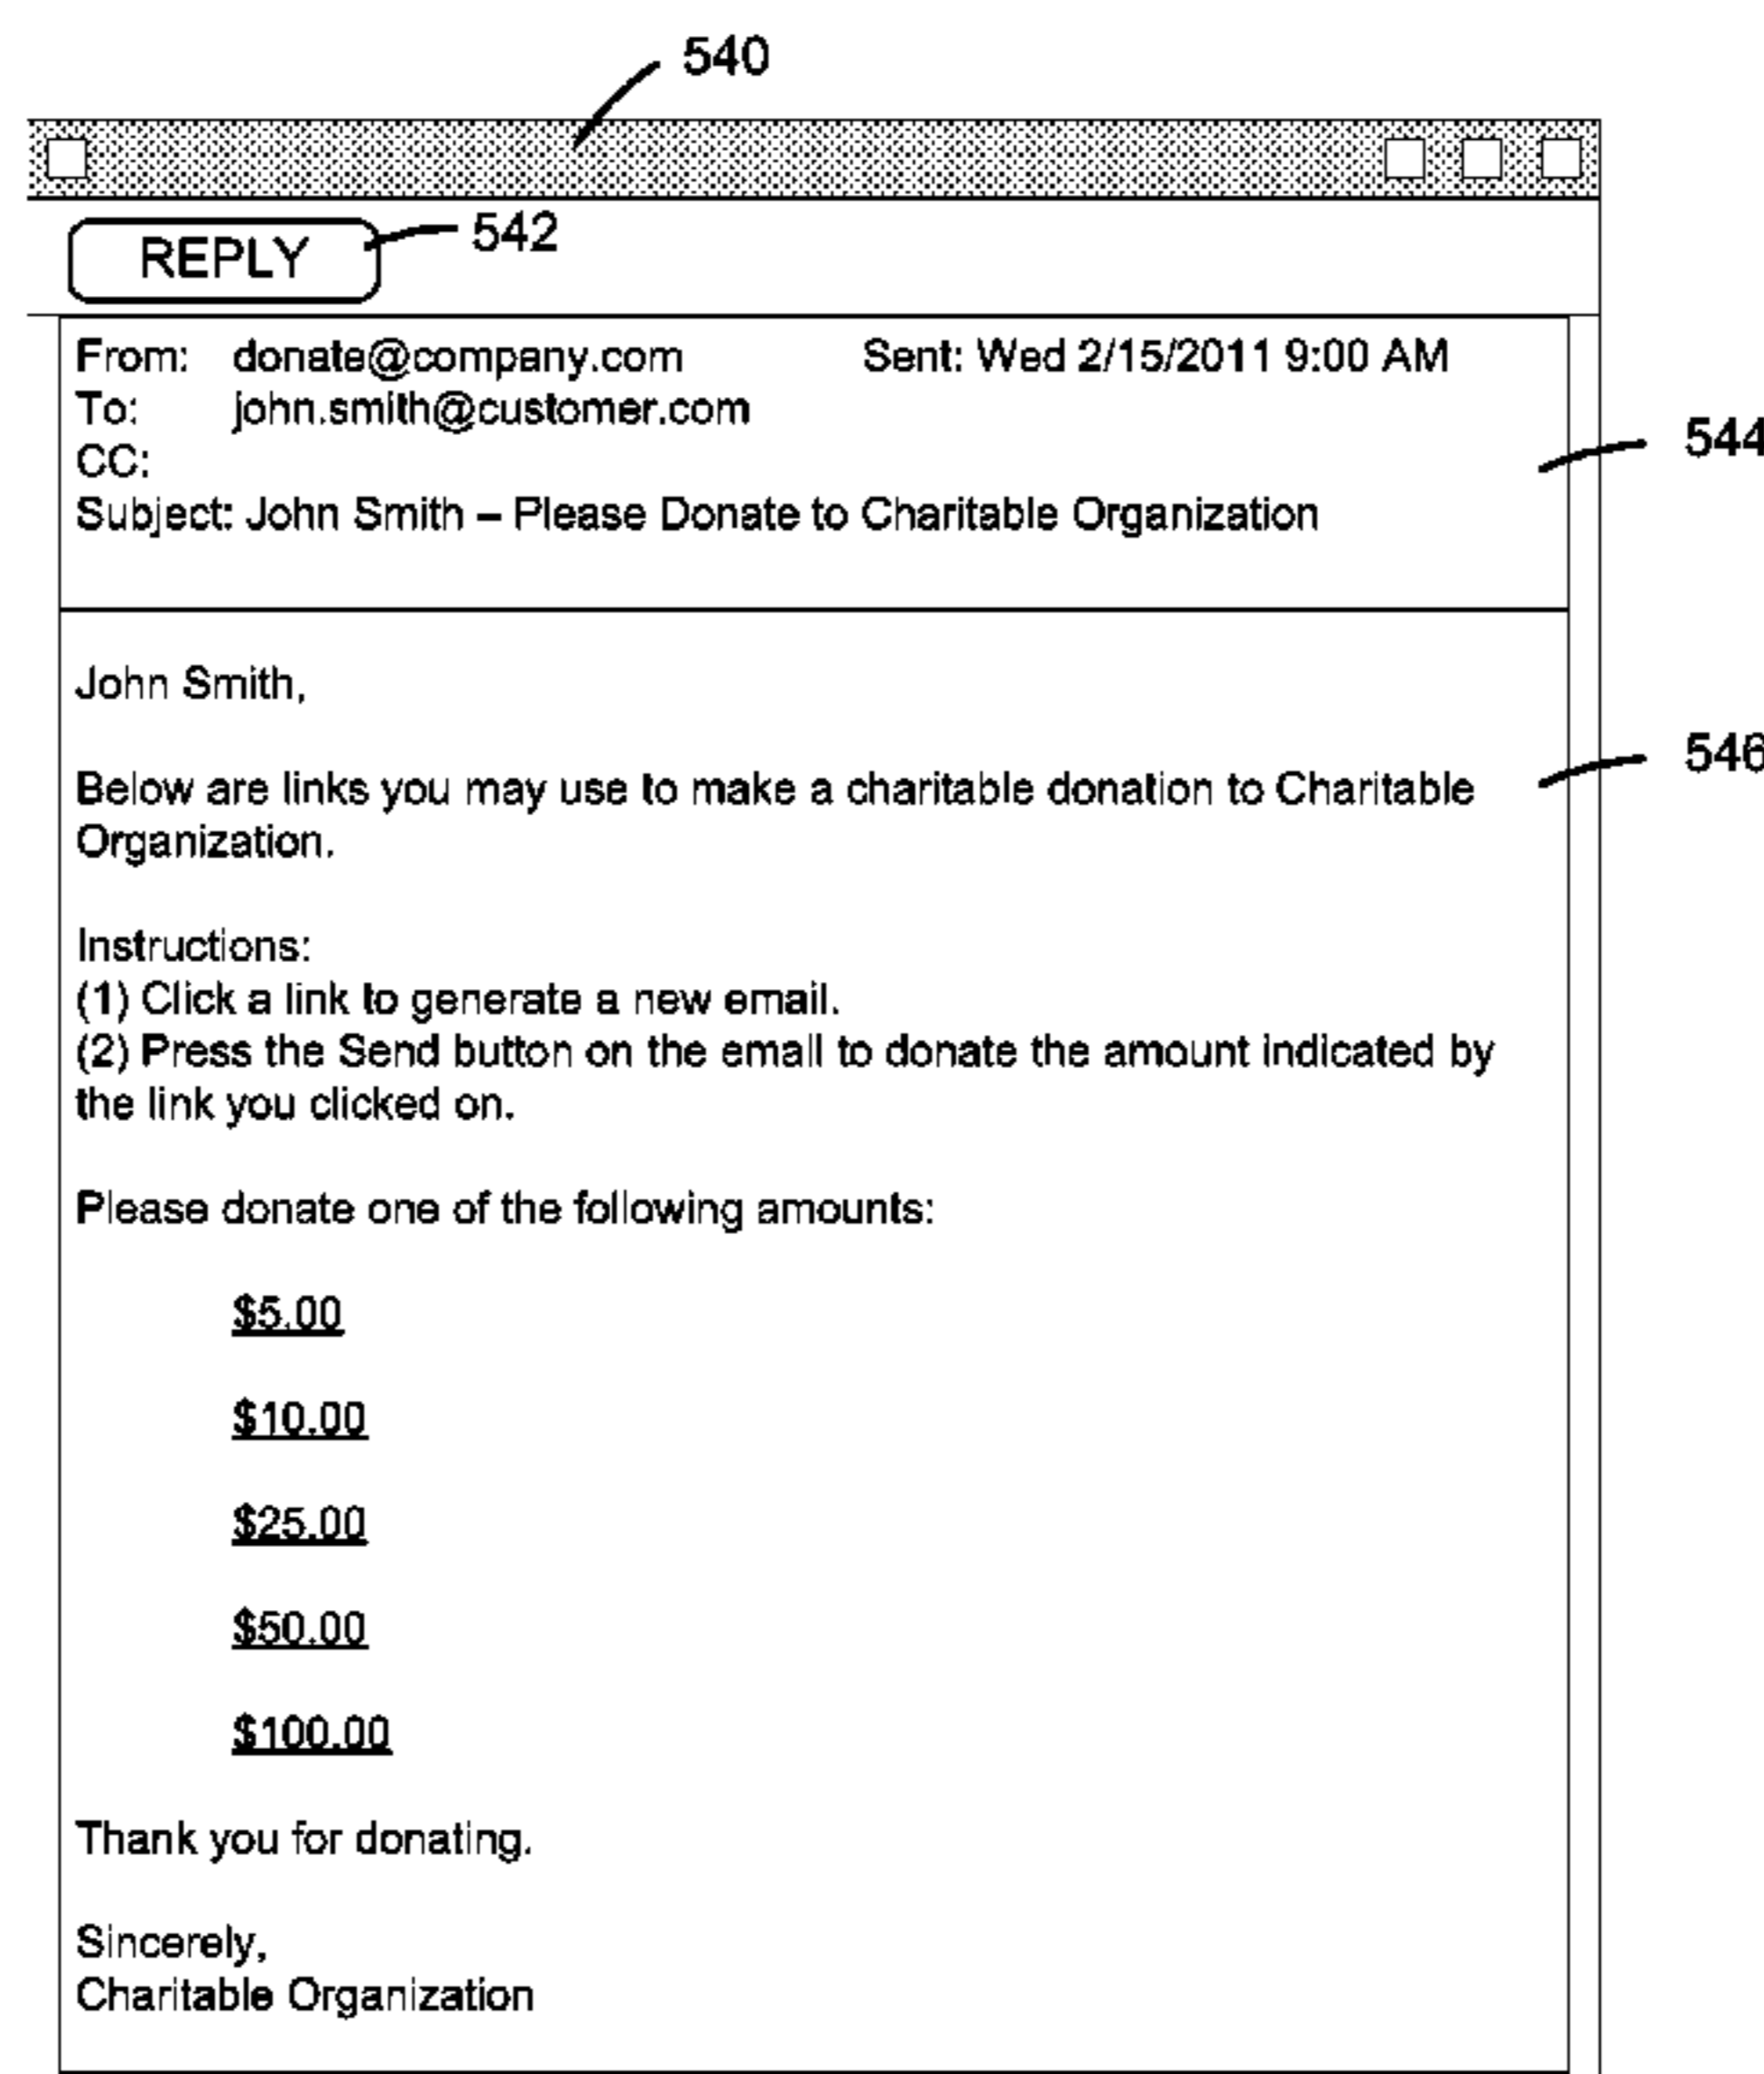 540
REPLY 542
From: donate@company.com Sent: Wed 2/15/2011 9:00 AM
To: john.smith@customer.com
CC:
544
Subject: John Smith – Please Donate to Charitable Organization
John Smith,
546
Below are links you may use to make a charitable donation to Charitable
Organization.
Instructions:
(1) Click a link to generate a new email.
(2) Press the Send button on the email to donate the amount indicated by
the link you clicked on.
Please donate one of the following amounts:
$5.00
$10.00
$25.00
$50.00
$100.00
Thank you for donating.
Sincerely,
Charitable Organization